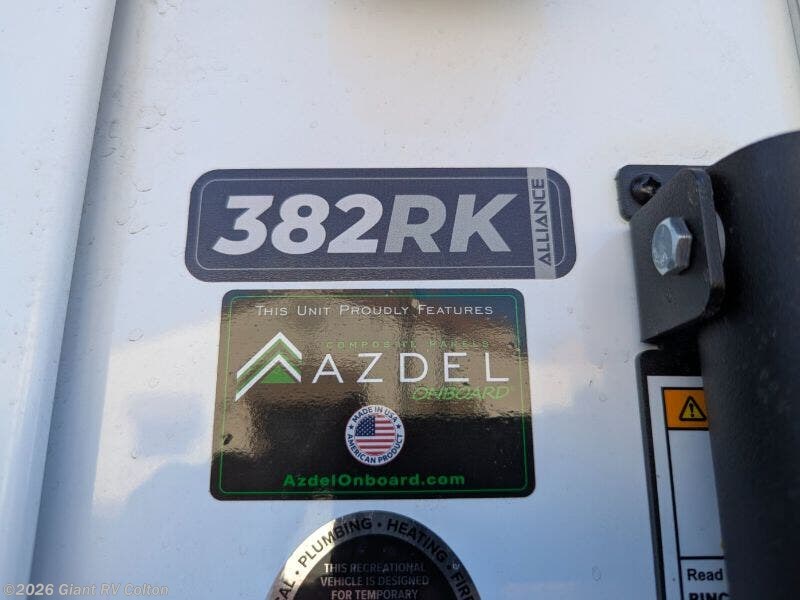 382RK ALLIANCE
THIS UNIT PROUDLY FEATURES
COMPOSITE PANELS
AZDEL
ONBOARD
MADE IN USA
AMERICAN PRODUCT
AzdelOnboard.com
PLUMBING • HEATING •
THIS RECREATIONAL
VEHICLE IS DESIGNED
FOR TEMPORARY
Read
©2026 Giant RV Colton